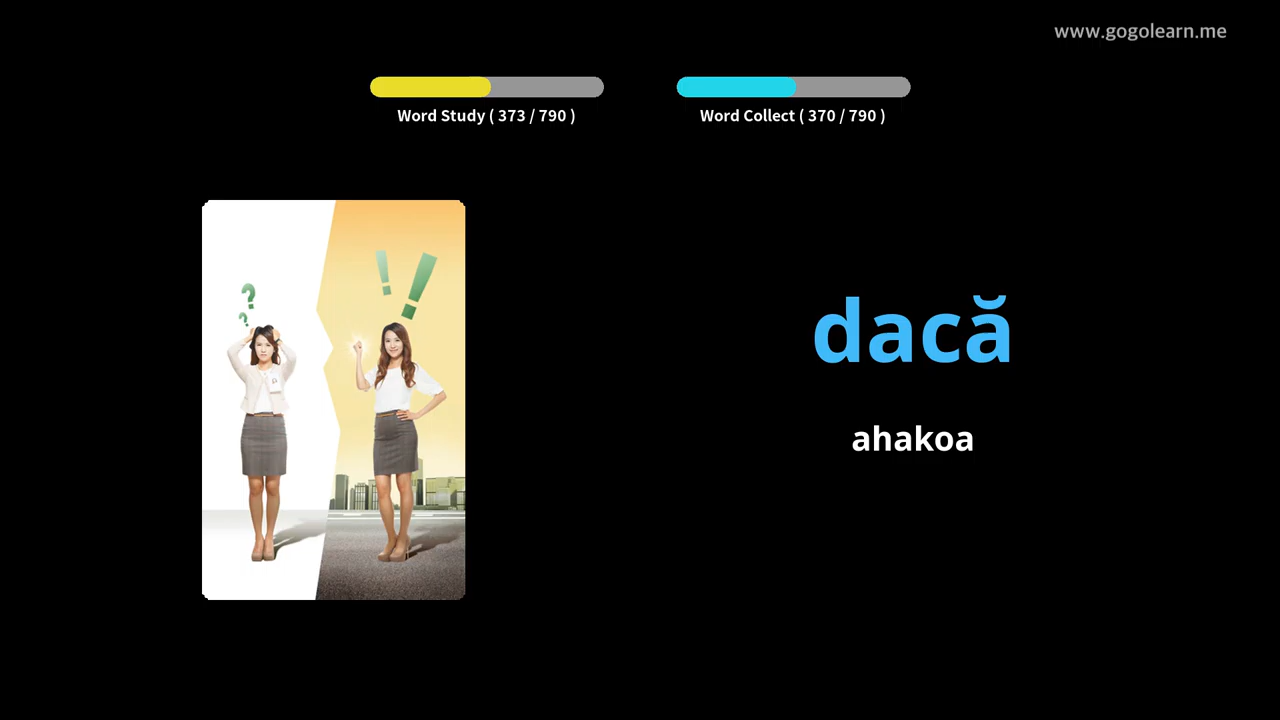 www.gogolearn.me
Word Study ( 373 / 790 )
Word Collect ( 370 / 790 )
? ?
! !
dacă
ahakoa